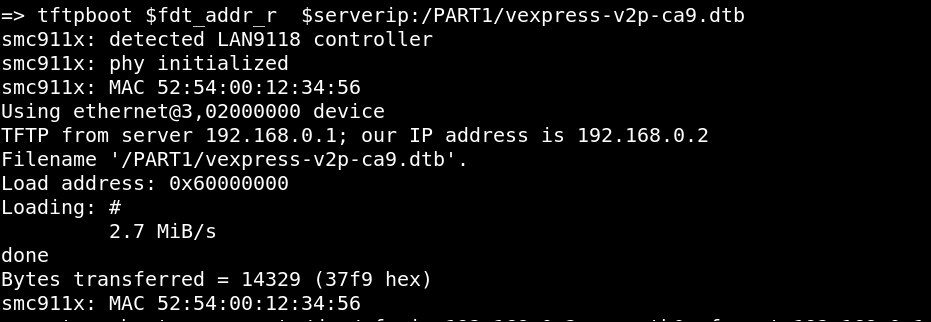 => tftpboot $fdt_addr_r  $serverip:/PART1/vexpress-v2p-ca9.dtb
smc911x: detected LAN9118 controller
smc911x: phy initialized
smc911x: MAC 52:54:00:12:34:56
Using ethernet@3,02000000 device
TFTP from server 192.168.0.1; our IP address is 192.168.0.2
Filename '/PART1/vexpress-v2p-ca9.dtb'.
Load address: 0x60000000
Loading: #
         2.7 MiB/s
done
Bytes transferred = 14329 (37f9 hex)
smc911x: MAC 52:54:00:12:34:56